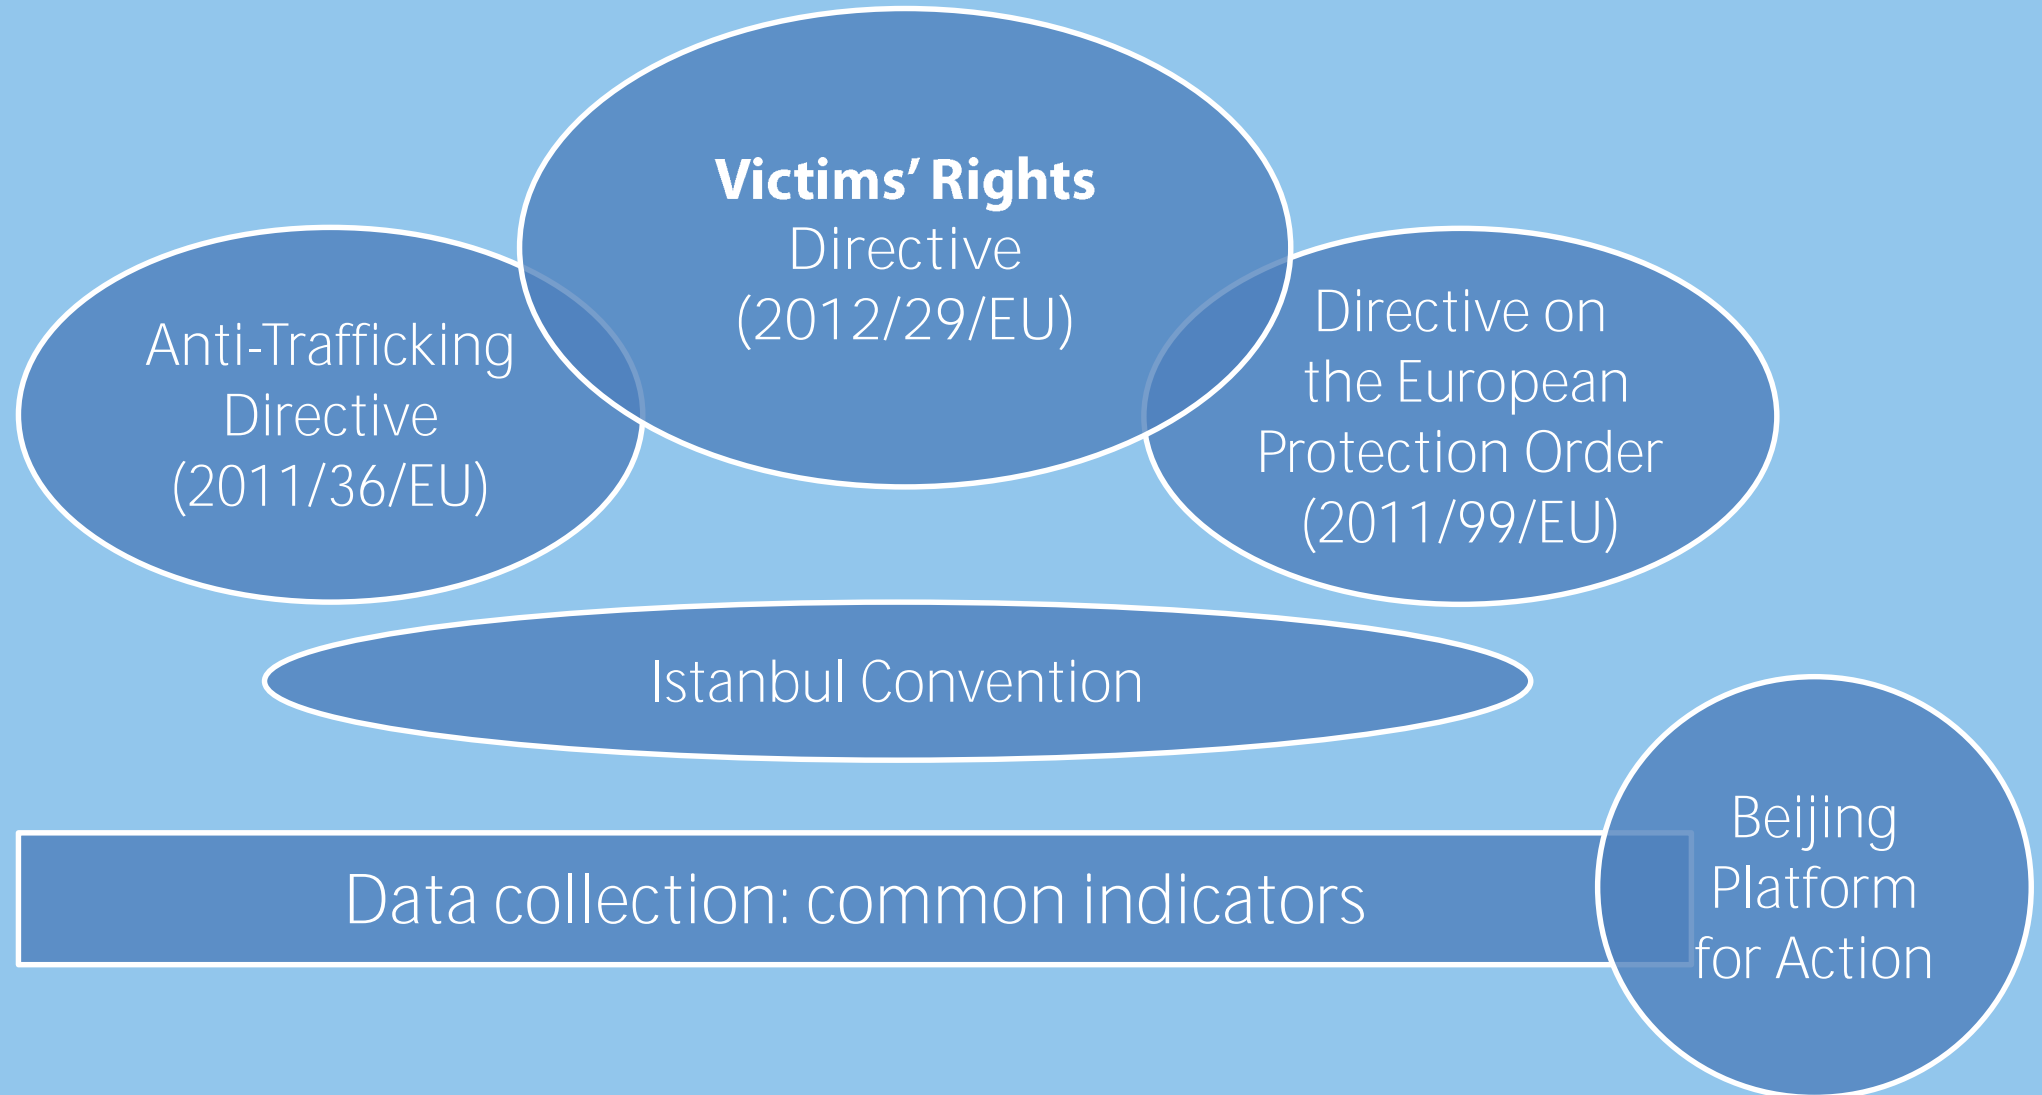 Victims’ Rights
Directive
(2012/29/EU)
Anti-Trafficking
Directive
(2011/36/EU)
Directive on
the European
Protection Order
(2011/99/EU)
Istanbul Convention
Data collection: common indicators
Beijing
Platform
for Action